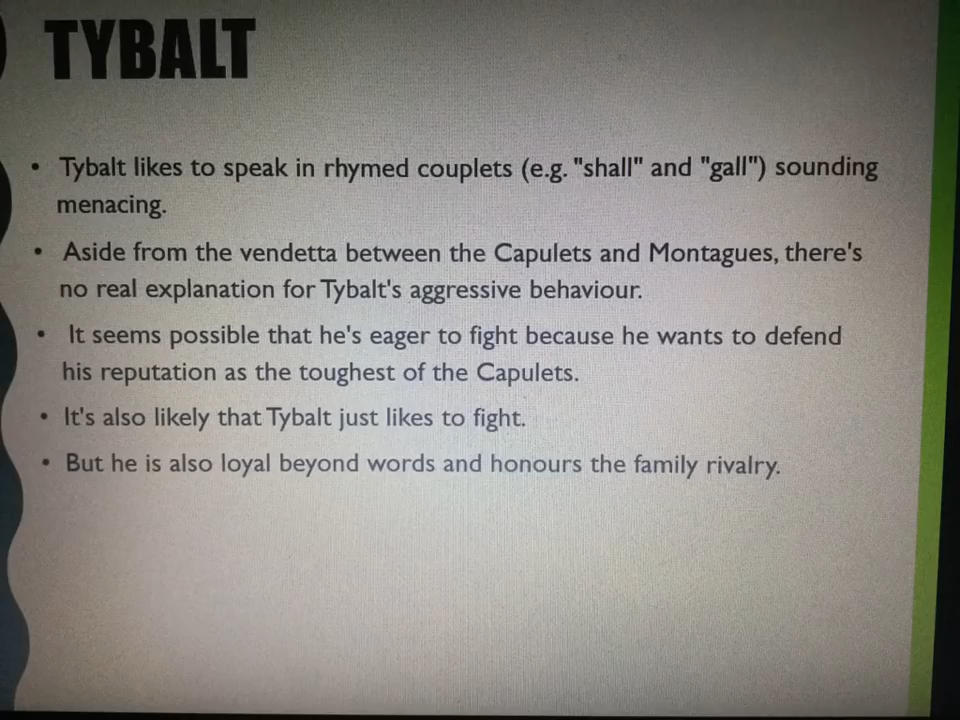 TYBALT
• Tybalt likes to speak in rhymed couplets (e.g. "shall" and "gall") sounding
menacing.
• Aside from the vendetta between the Capulets and Montagues, there's
no real explanation for Tybalt's aggressive behaviour.
• It seems possible that he's eager to fight because he wants to defend
his reputation as the toughest of the Capulets.
• It's also likely that Tybalt just likes to fight.
• But he is also loyal beyond words and honours the family rivalry.